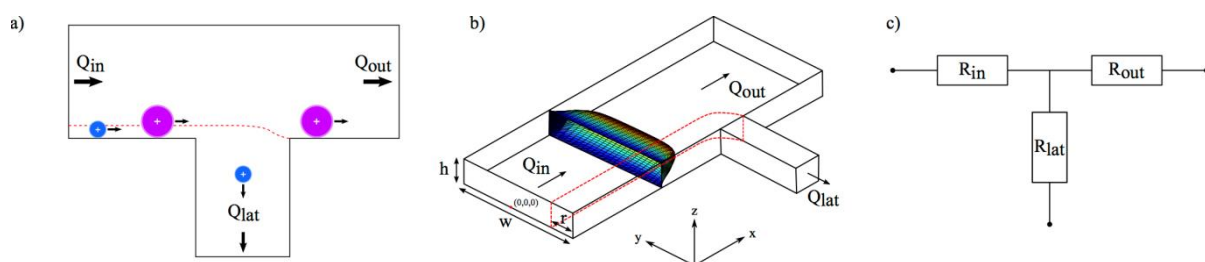 a)
Q_in
Q_out
+
+
+
+
Q_lat
b)
Q_out
Q_in
h
(0,0,0)
w
r
Q_lat
z
y
x
c)
R_in
R_out
R_lat